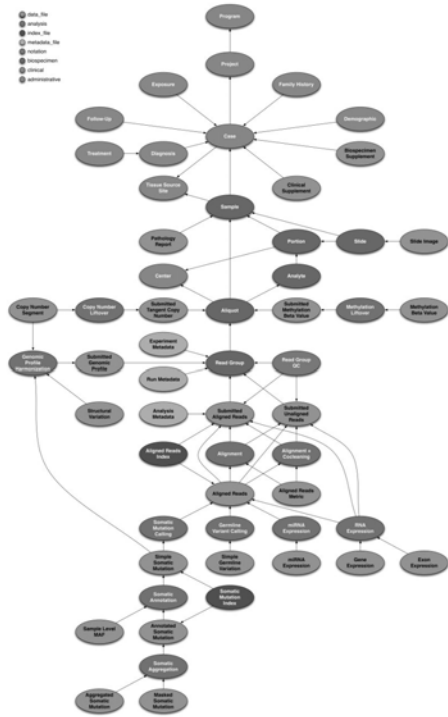 data_file
analysis
index_file
metadata_file
notation
biospecimen
clinical
administrative
Program
Project
Exposure
Family History
Follow-Up
Demographic
Case
Treatment
Diagnosis
Biospecimen
Supplement
Tissue Source
Site
Clinical
Supplement
Sample
Pathology
Report
Portion
Slide
Slide Image
Center
Analyte
Copy Number
Segment
Copy Number
Liftover
Submitted
Tangent Copy
Number
Aliquot
Submitted
Methylation
Beta Value
Methylation
Liftover
Methylation
Beta Value
Experiment
Metadata
Genomic
Profile
Harmonization
Submitted
Genomic
Profile
Read Group
Read Group
QC
Run Metadata
Structural
Variation
Analysis
Metadata
Submitted
Aligned Reads
Submitted
Unaligned
Reads
Aligned Reads
Index
Alignment
Alignment +
Cocleaning
Aligned Reads
Aligned Reads
Metric
Somatic
Mutation
Calling
Germline
Variant Calling
miRNA
Expression
RNA
Expression
Simple
Somatic
Mutation
Simple
Germline
Variation
miRNA
Expression
Gene
Expression
Exon
Expression
Somatic
Annotation
Somatic
Mutation
Index
Sample Level
MAF
Annotated
Somatic
Mutation
Somatic
Aggregation
Aggregated
Somatic
Mutation
Masked
Somatic
Mutation